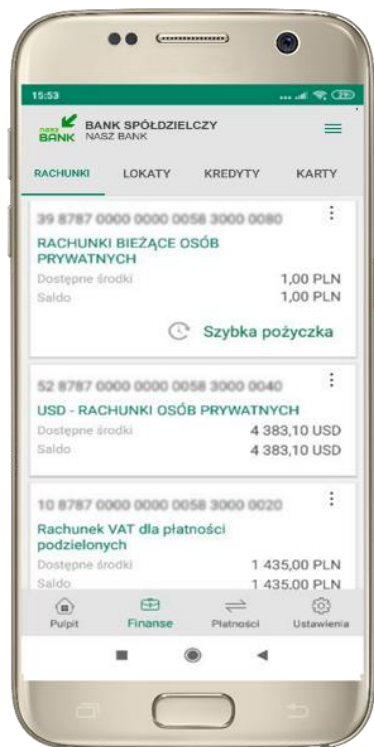 15:53
nasz BANK
BANK SPÓŁDZIELCZY
NASZ BANK
RACHUNKI LOKATY KREDYTY KARTY
39 8787 0000 0000 0058 3000 0080
RACHUNKI BIEŻĄCE OSÓB
PRYWATNYCH
Dostępne środki 1,00 PLN
Saldo 1,00 PLN
Szybka pożyczka
52 8787 0000 0000 0058 3000 0040
USD - RACHUNKI OSÓB PRYWATNYCH
Dostępne środki 4 383,10 USD
Saldo 4 383,10 USD
10 8787 0000 0000 0058 3000 0020
Rachunek VAT dla płatności
podzielonych
Dostępne środki 1 435,00 PLN
Saldo 1 435,00 PLN
Pulpit Finanse Płatności Ustawienia